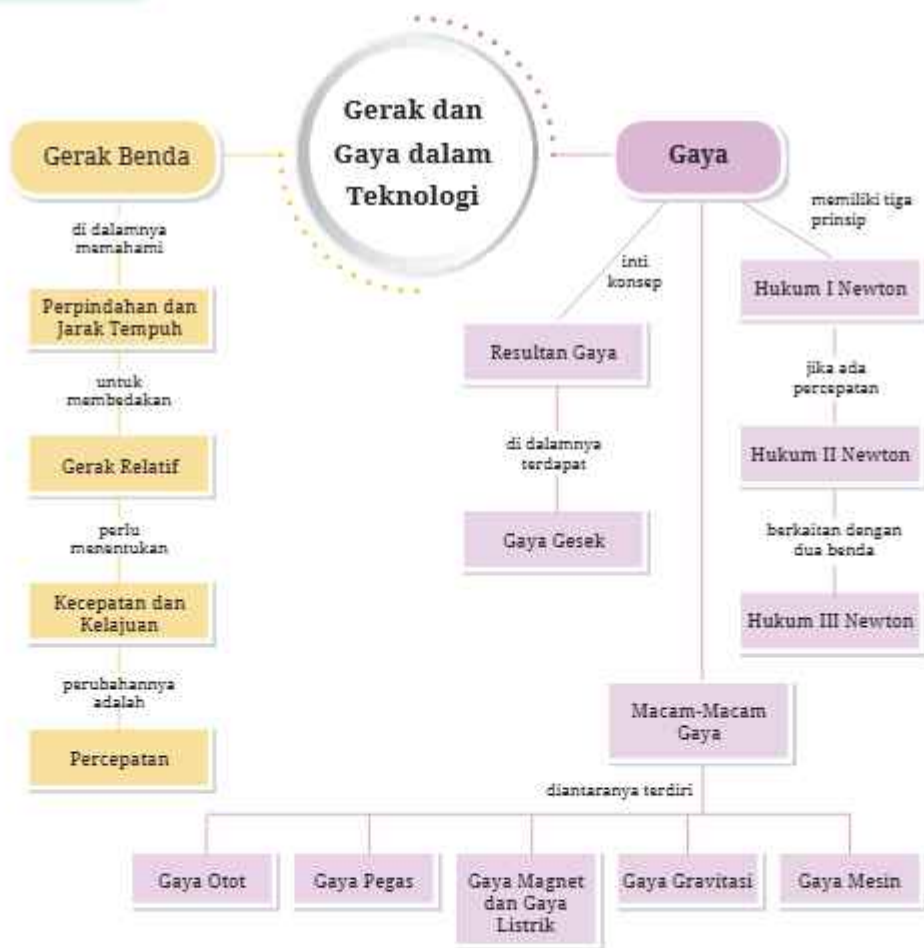 Gerak dan
Gaya dalam
Teknologi
Gerak Benda
di dalamnya
memahami
Perpindahan dan
Jarak Tempuh
untuk
membedakan
Gerak Relatif
perlu
menentukan
Kecepatan dan
Kelajuan
perubahannya
adalah
Percepatan
Gaya
inti
konsep
Resultan Gaya
di dalamnya
terdapat
Gaya Gesek
memiliki tiga
prinsip
Hukum I Newton
jika ada
percepatan
Hukum II Newton
berkaitan dengan
dua benda
Hukum III Newton
Macam-Macam
Gaya
diantaranya terdiri
Gaya Otot
Gaya Pegas
Gaya Magnet
dan Gaya
Listrik
Gaya Gravitasi
Gaya Mesin